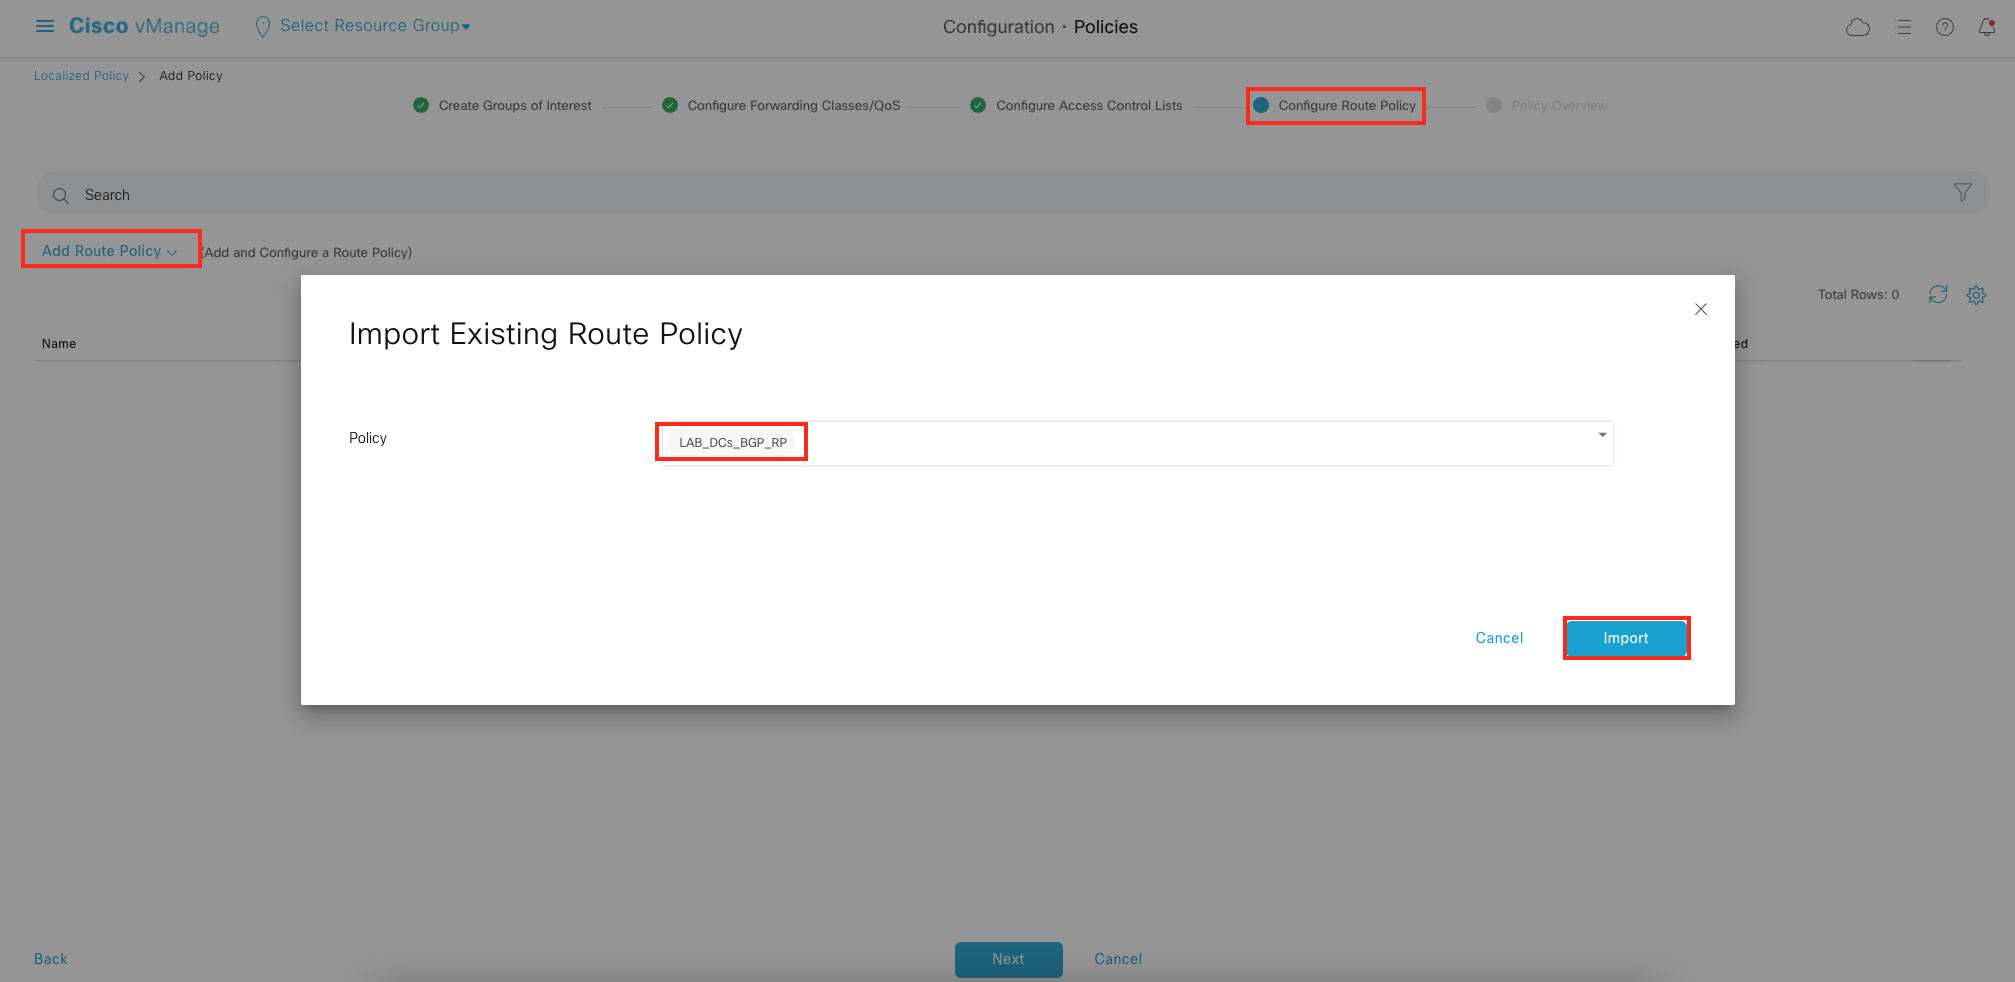 Cisco vManage
Select Resource Group
Configuration · Policies
Localized Policy
Add Policy
Create Groups of Interest
Configure Forwarding Classes/QoS
Configure Access Control Lists
Configure Route Policy
Policy Overview
Search
Add Route Policy
(Add and Configure a Route Policy)
Total Rows: 0
Name
ed
Import Existing Route Policy
Policy
LAB_DCs_BGP_RP
Cancel
Import
Back
Next
Cancel